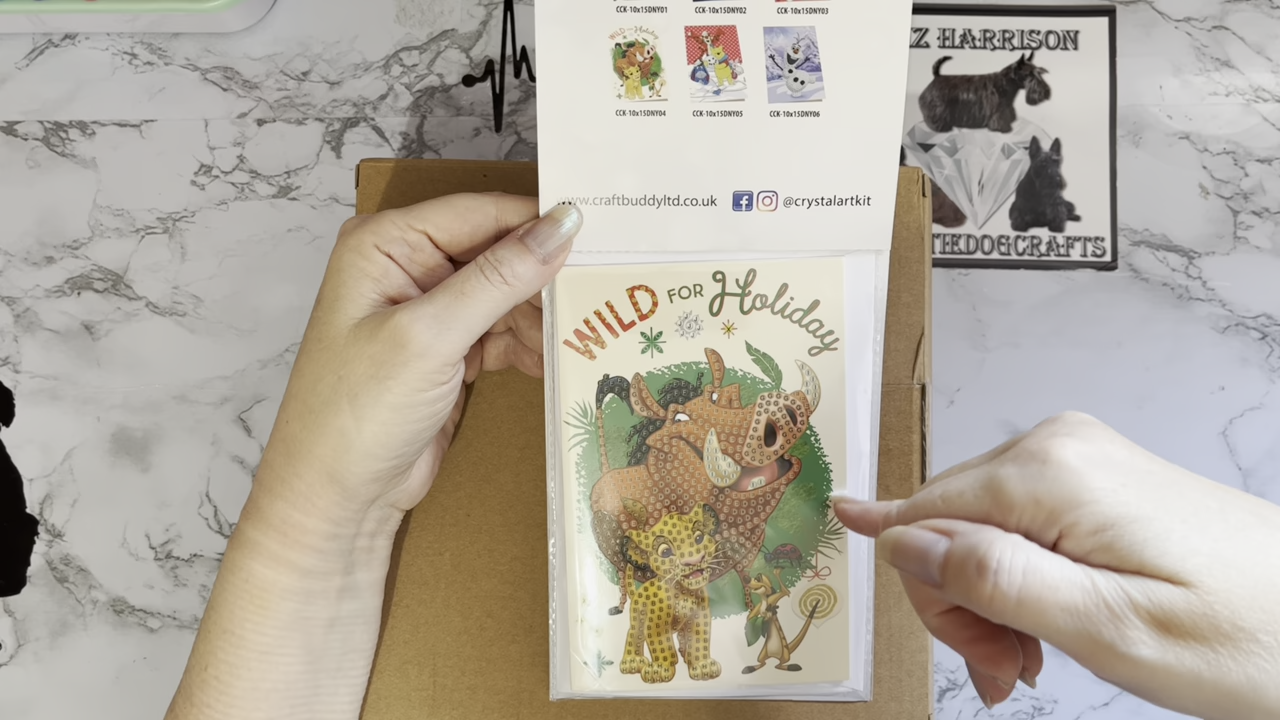 CCK-10x15DNY01 CCK-10x15DNY02 CCK-10x15DNY03
CCK-10x15DNY04 CCK-10x15DNY05 CCK-10x15DNY06
www.craftbuddyltd.co.uk @crystalartkit
Z HARRISON
TIEDOGCRAFTS
WILD FOR Holiday